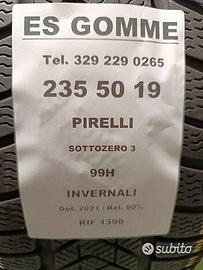 ES GOMME
Tel. 329 229 0265
235 50 19
PIRELLI
SOTTOZERO 3
99H
INVERNALI
Dot. 2021 / Bat. 90%
RIF 1398
subito